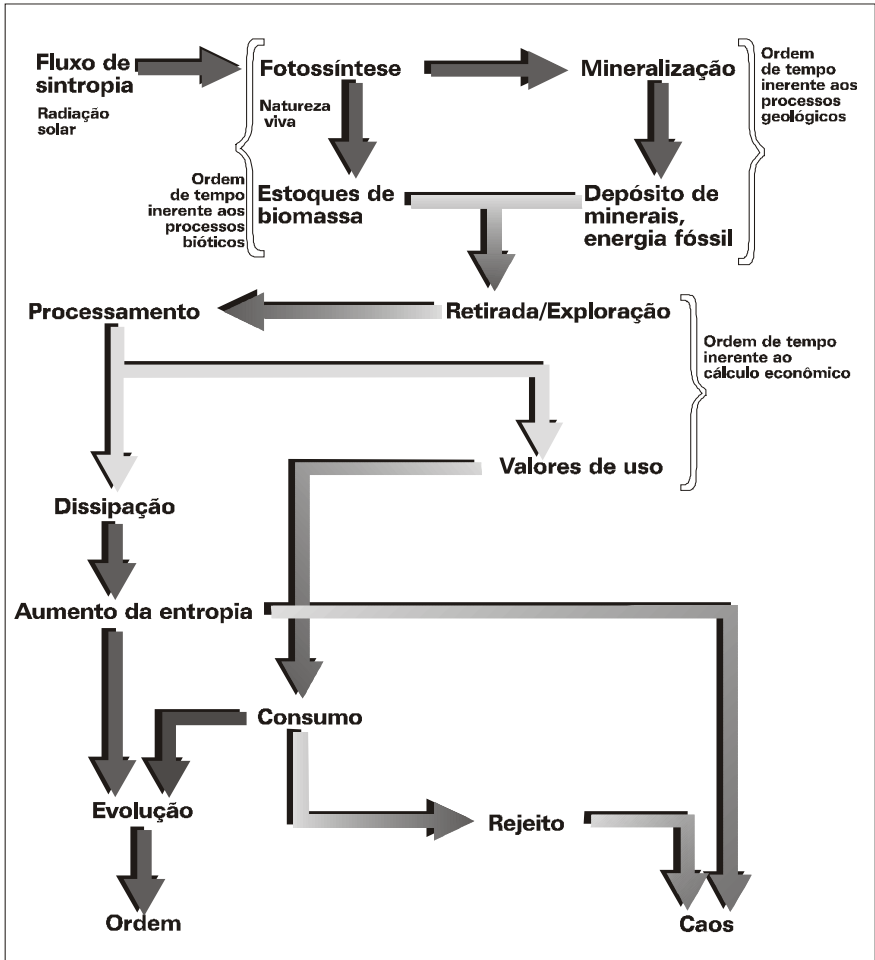 Fluxo de
sintropia
Radiação
solar
Fotossíntese
Natureza
viva
Mineralização
Ordem
de tempo
inerente aos
processos
geológicos
Ordem
de tempo
inerente aos
processos
bióticos
Estoques de
biomassa
Depósito de
minerais,
energia fóssil
Processamento
Retirada/Exploração
Ordem de tempo
inerente ao
cálculo econômico
Valores de uso
Dissipação
Aumento da entropia
Consumo
Evolução
Rejeito
Ordem
Caos